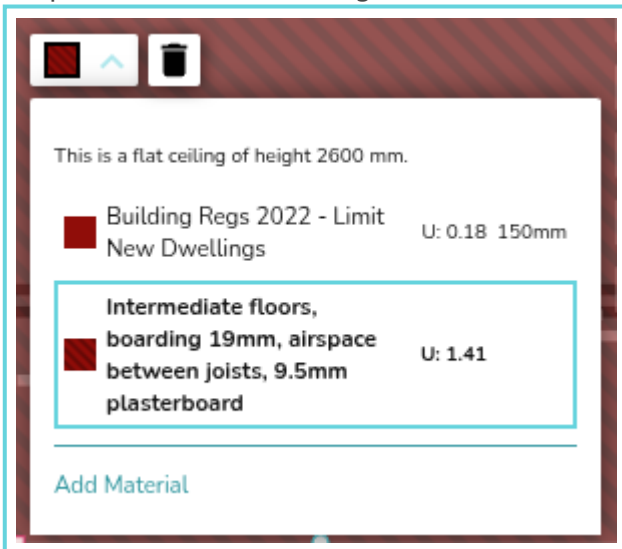 This is a flat ceiling of height 2600 mm.
Building Regs 2022 - Limit
New Dwellings
U: 0.18 150mm
Intermediate floors,
boarding 19mm, airspace
between joists, 9.5mm
plasterboard
U: 1.41
Add Material